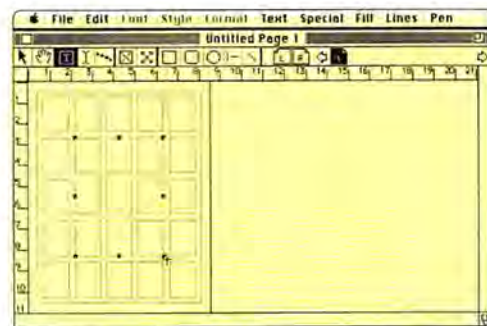 File Edit Font Style Format Text Special Fill Lines Pen
Untitled Page 1
T L R
1 2 3 4 5 6 7 8 9 10 11 12 13 14 15 16 17 18 19 20 21
1
2
3
4
5
6
7
8
9
10
11